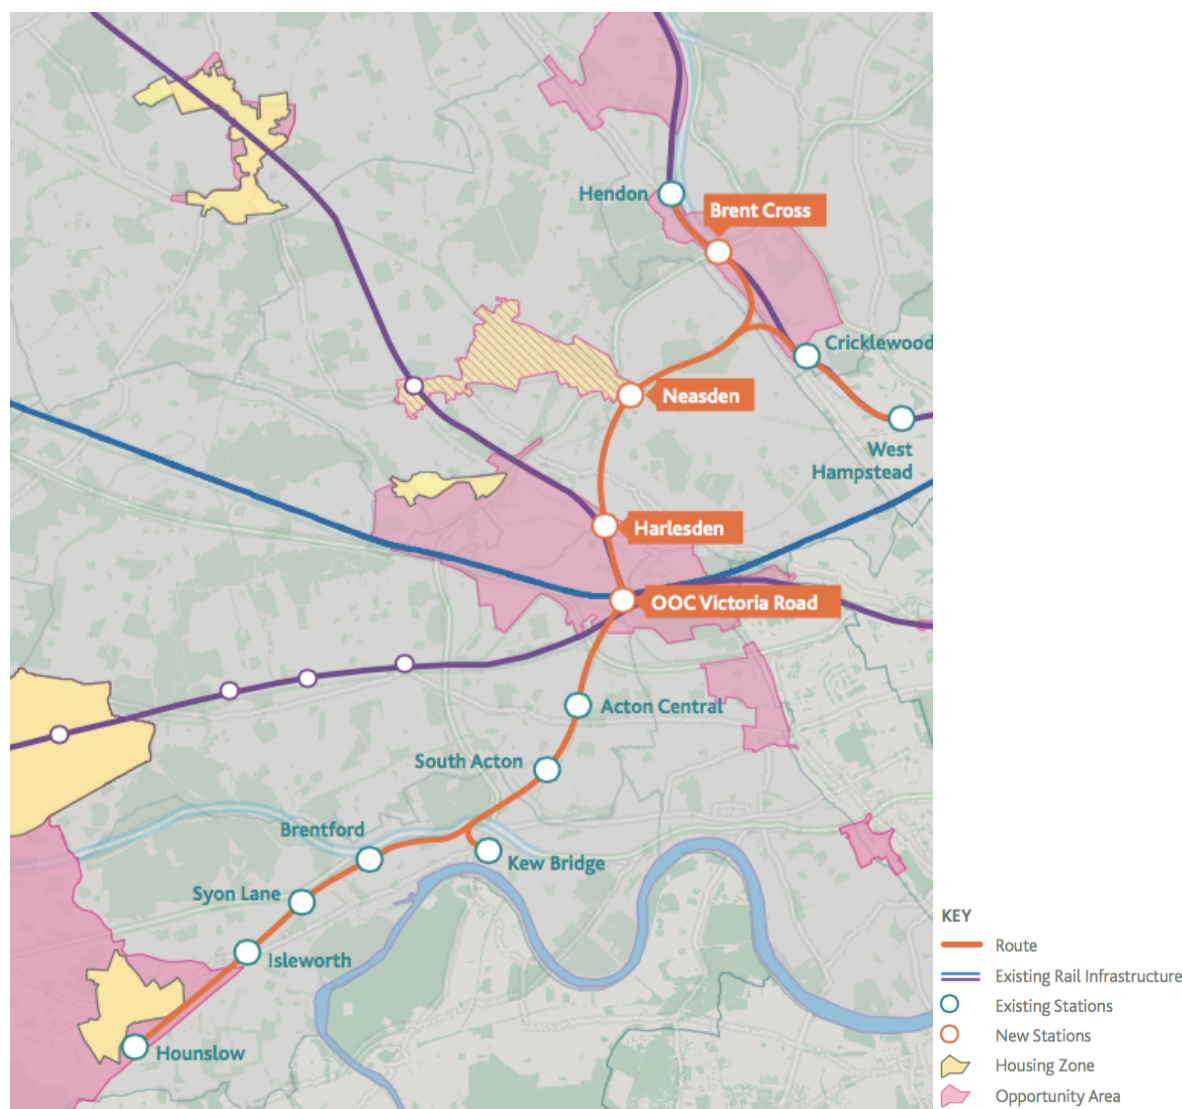 Hendon
Brent Cross
Cricklewood
Neasden
West
Hampstead
Harlesden
OOC Victoria Road
Acton Central
South Acton
Brentford
Kew Bridge
Syon Lane
Isleworth
Hounslow
KEY
Route
Existing Rail Infrastructure
Existing Stations
New Stations
Housing Zone
Opportunity Area